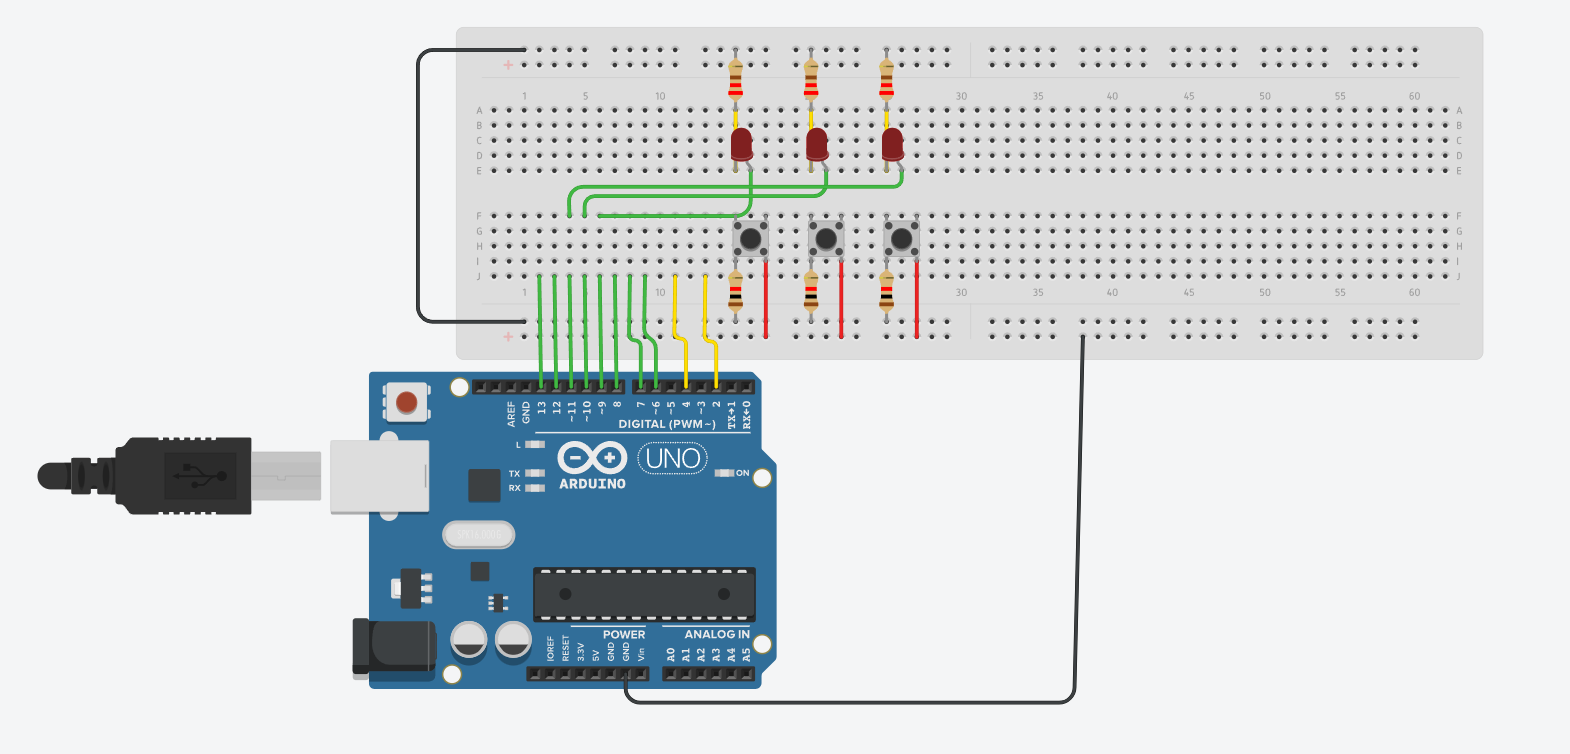 + +
1 5 10 30 35 40 45 50 55 60
A A
B B
C C
D D
E E
F F
G G
H H
I I
J J
1 10 30 35 40 45 50 55 60
+
AREF GND 13 12 ~11 ~10 ~9 8 7 ~6 ~5 4 ~3 2 TX→1 RX←0
DIGITAL (PWM~)
L
TX
RX
ARDUINO
UNO
ON
POWER ANALOG IN
IOREF RESET 3.3V 5V GND GND Vin A0 A1 A2 A3 A4 A5